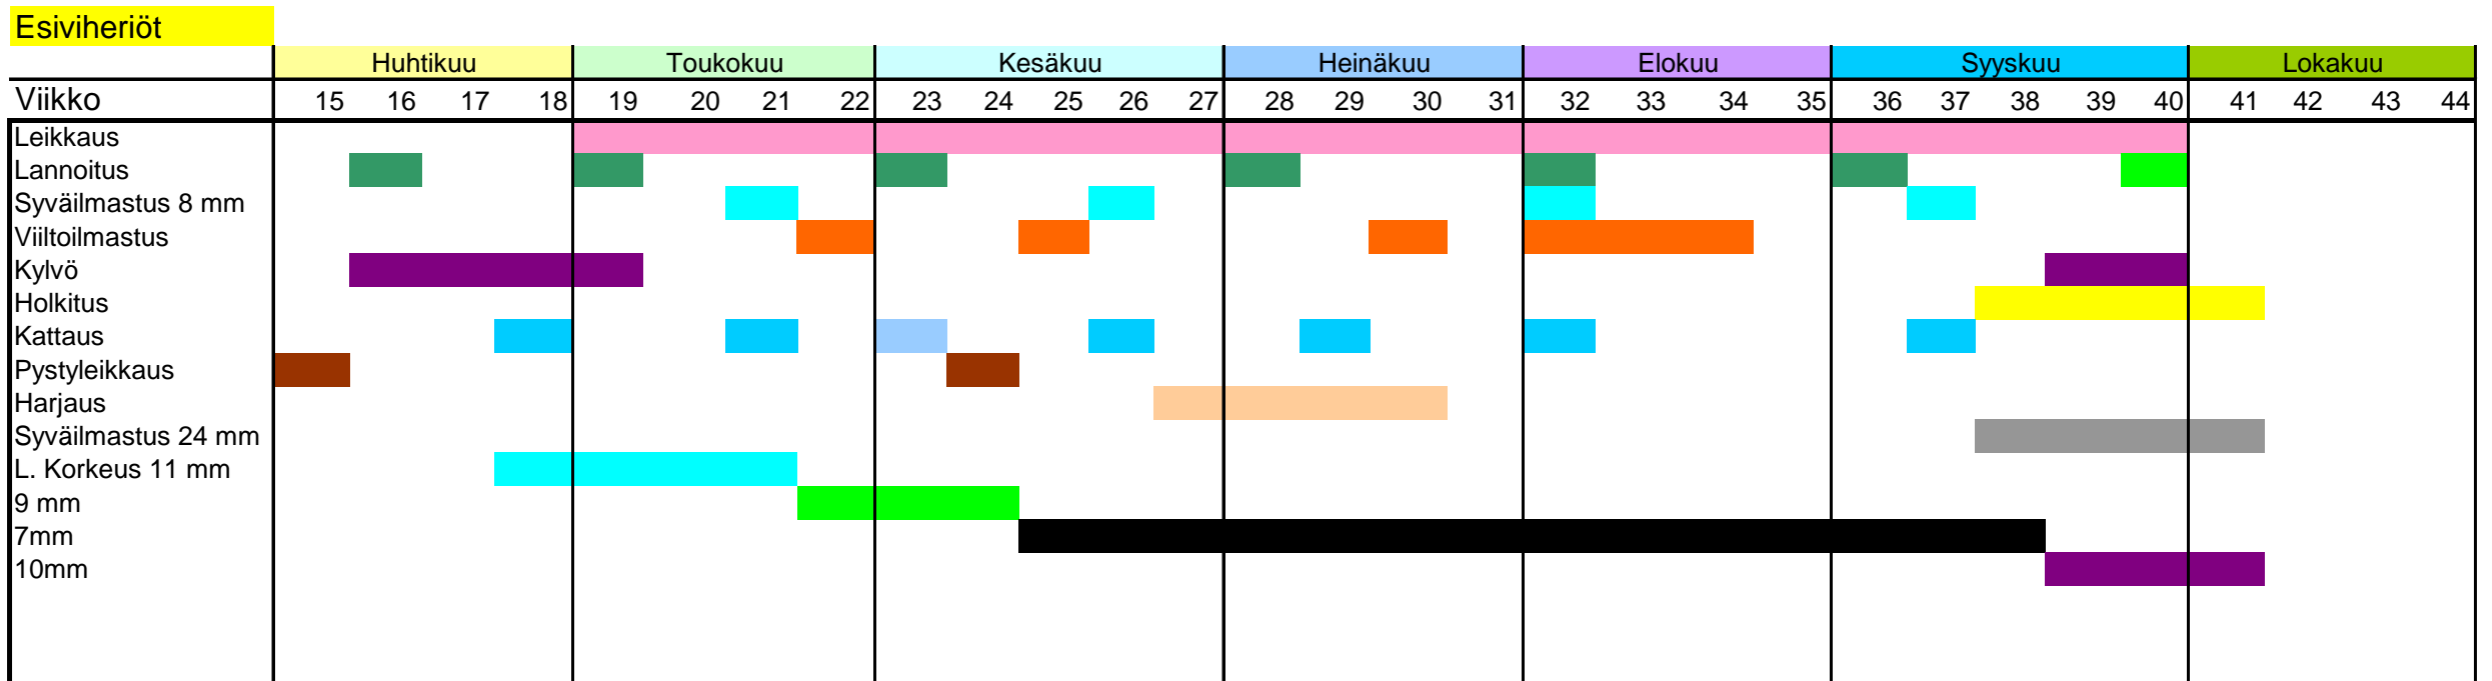 Esiviheriöt
Huhtikuu Toukokuu Kesäkuu Heinäkuu Elokuu Syyskuu Lokakuu
Viikko 15 16 17 18 19 20 21 22 23 24 25 26 27 28 29 30 31 32 33 34 35 36 37 38 39 40 41 42 43 44
Leikkaus
Lannoitus
Syväilmastus 8 mm
Viiltoilmastus
Kylvö
Holkitus
Kattaus
Pystyleikkaus
Harjaus
Syväilmastus 24 mm
L. Korkeus 11 mm
9 mm
7mm
10mm